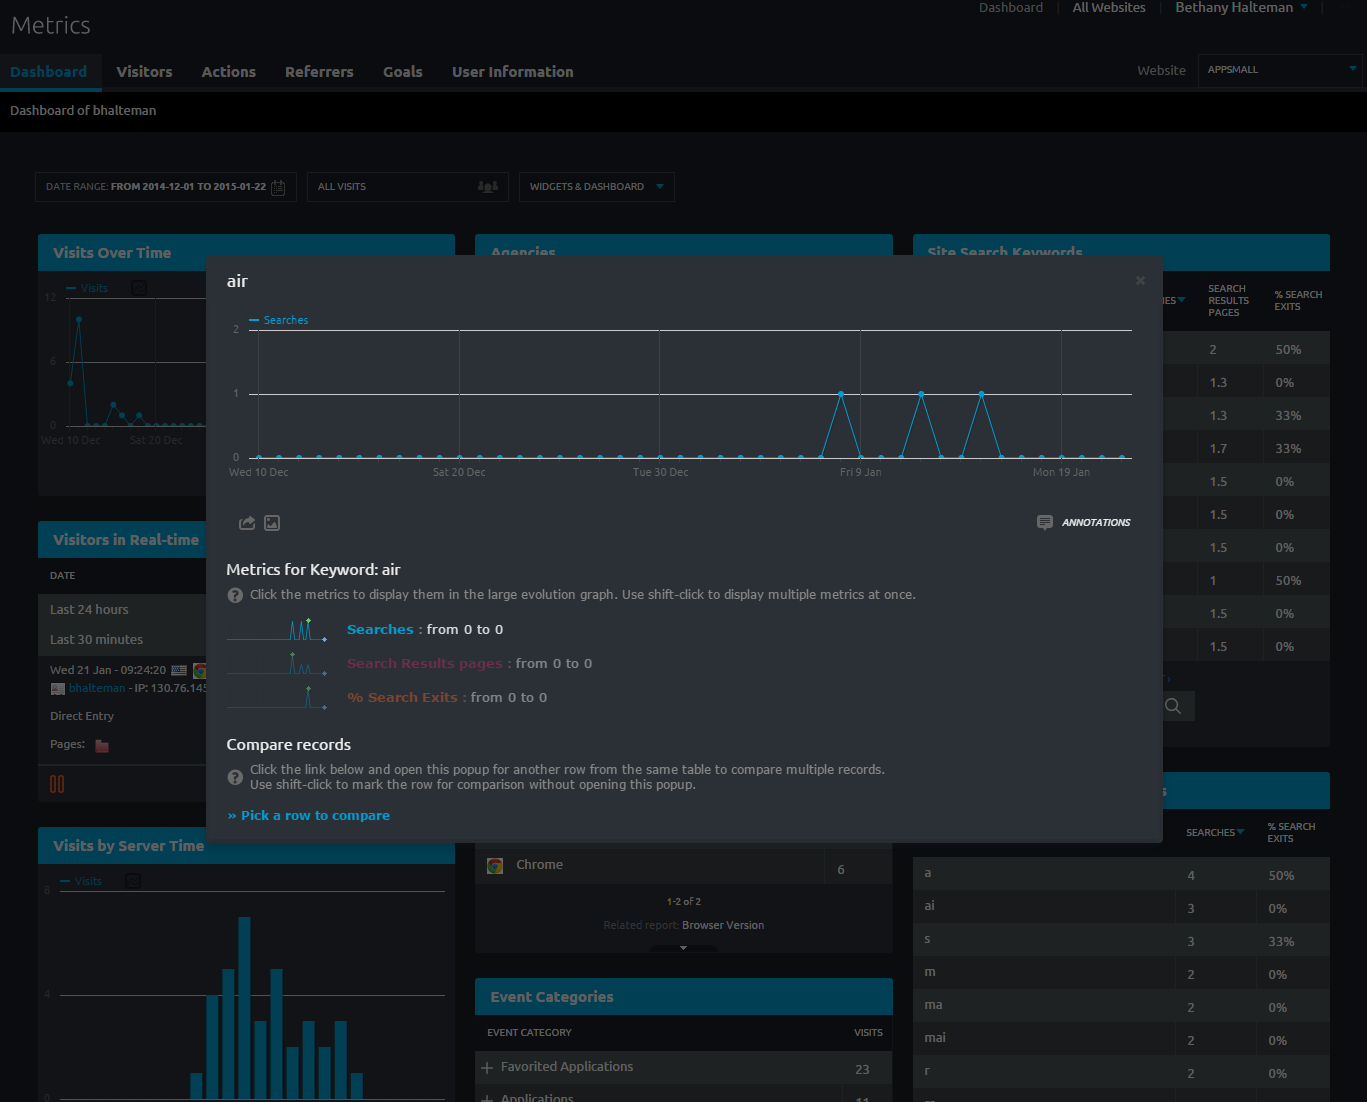 Metrics
Dashboard | All Websites | Bethany Halteman |
Dashboard Visitors Actions Referrers Goals User Information
Website APPSMALL
Dashboard of bhalteman
DATE RANGE: FROM 2014-12-01 TO 2015-01-22
ALL VISITS
WIDGETS & DASHBOARD
Visits Over Time
Visits
12
6
0
Wed 10 Dec Sat 20 Dec
Visitors in Real-time
DATE
Last 24 hours
Last 30 minutes
Wed 21 Jan - 09:24:20
bhalteman - IP: 130.76.145
Direct Entry
Pages:
Visits by Server Time
Visits
8
4
0
Agencies
air
Searches
2
1
0
Wed 10 Dec Sat 20 Dec Tue 30 Dec Fri 9 Jan Mon 19 Jan
ANNOTATIONS
Metrics for Keyword: air
Click the metrics to display them in the large evolution graph. Use shift-click to display multiple metrics at once.
Searches : from 0 to 0
Search Results pages : from 0 to 0
% Search Exits : from 0 to 0
Compare records
Click the link below and open this popup for another row from the same table to compare multiple records.
Use shift-click to mark the row for comparison without opening this popup.
» Pick a row to compare
Chrome 6
1-2 of 2
Related report: Browser Version
Event Categories
EVENT CATEGORY VISITS
Favorited Applications 23
Applications 11
Site Search Keywords
ES
SEARCH
RESULTS
PAGES
% SEARCH
EXITS
2 50%
1.3 0%
1.3 33%
1.7 33%
1.5 0%
1.5 0%
1.5 0%
1 50%
1.5 0%
1.5 0%
s
SEARCHES
% SEARCH
EXITS
a 4 50%
ai 3 0%
s 3 33%
m 2 0%
ma 2 0%
mai 2 0%
r 2 0%